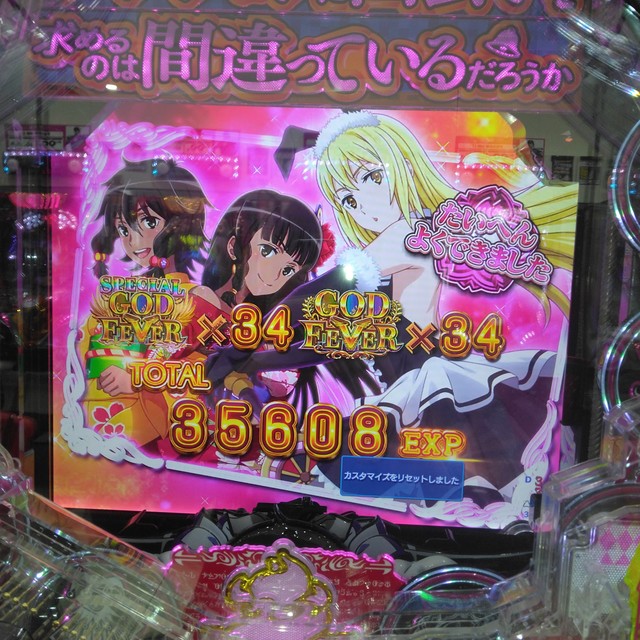 求める
のは間違っているだろうか
たいへん
よくできました
SPECIAL
GOD
FEVER
×34
GOD
FEVER
×34
TOTAL
35608 EXP
カスタマイズをリセットしました